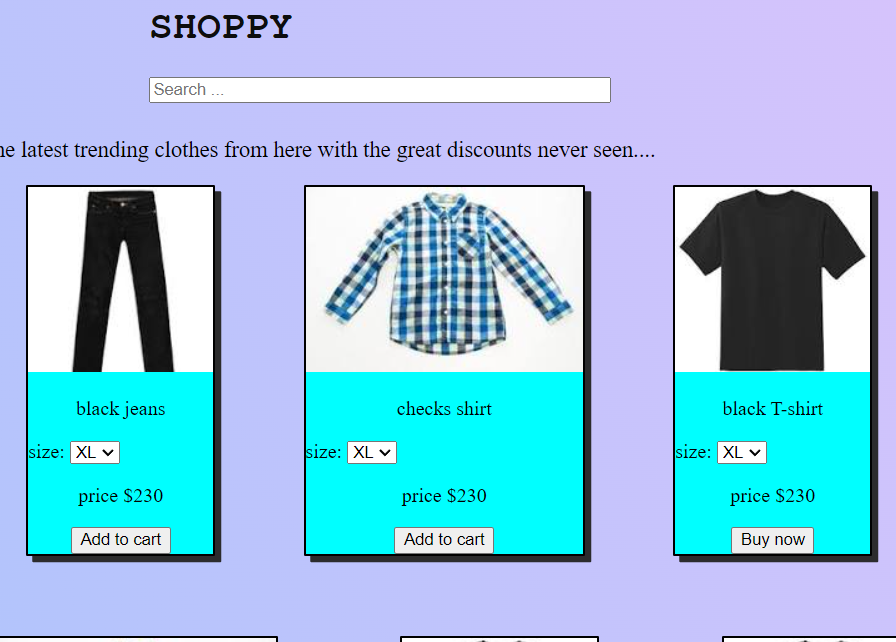 SHOPPY
Search ...
latest trending clothes from here with the great discounts never seen....
black jeans
size: XL
price $230
Add to cart
checks shirt
size: XL
price $230
Add to cart
black T-shirt
size: XL
price $230
Buy now